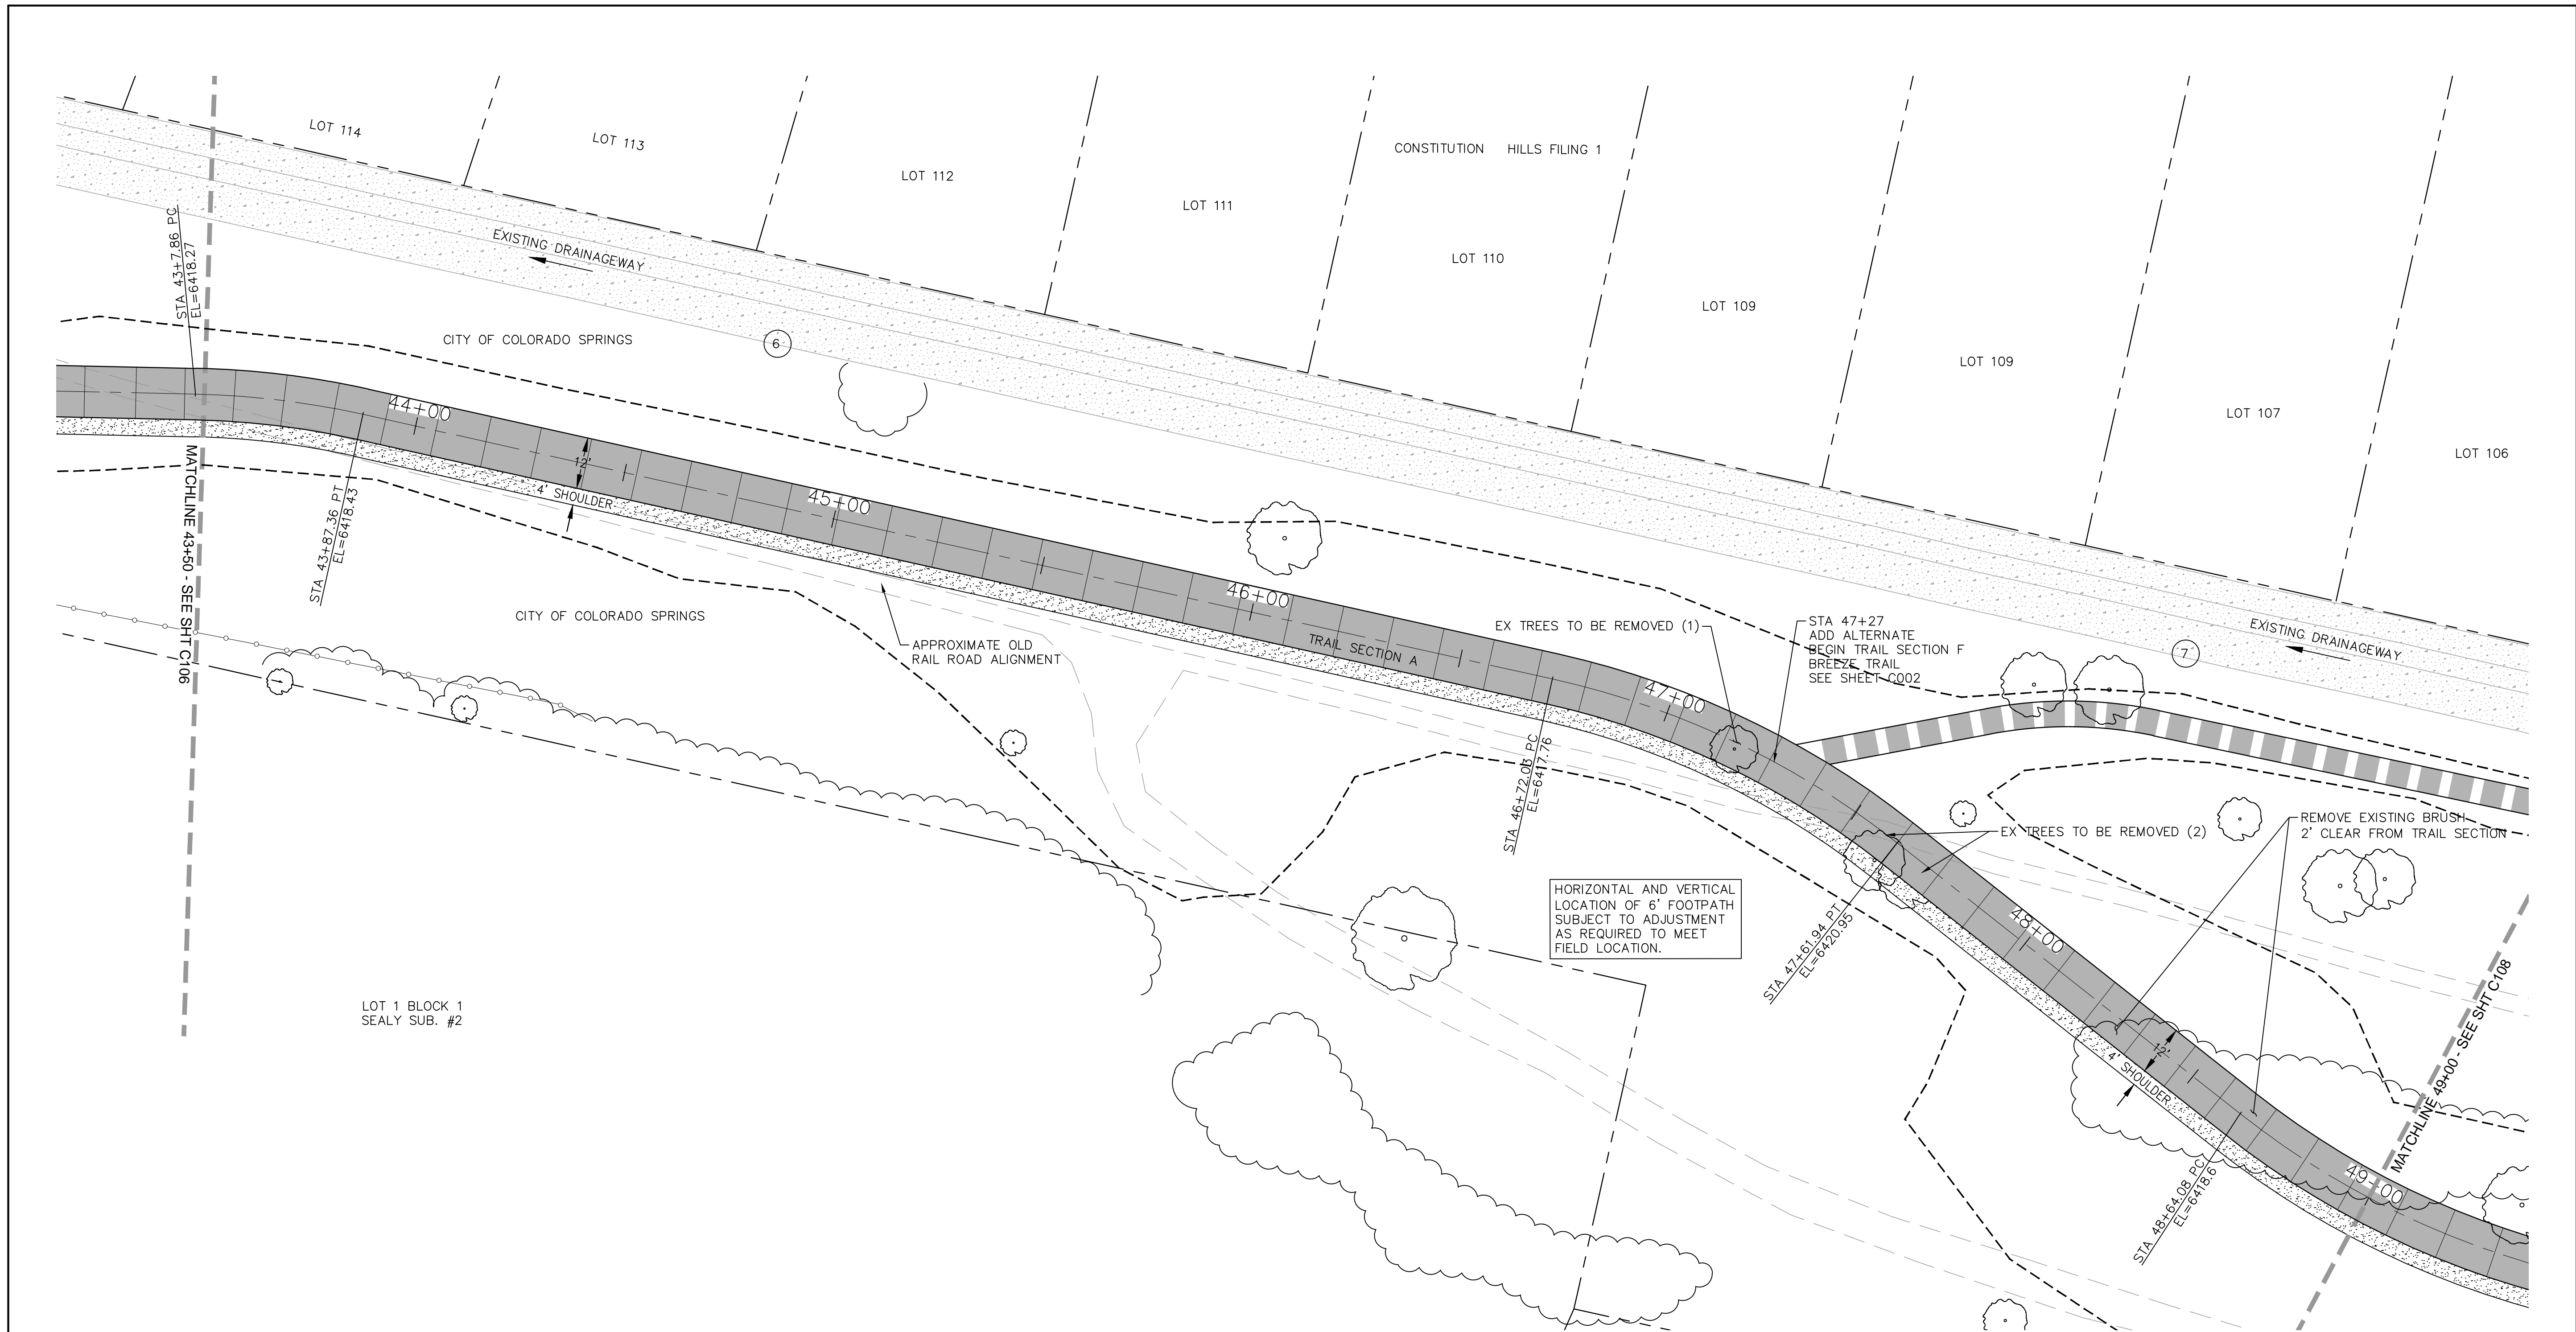 LOT 114
LOT 113
LOT 112
LOT 111
CONSTITUTION HILLS FILING 1
LOT 110
LOT 109
LOT 109
LOT 107
LOT 106
EXISTING DRAINAGEWAY
STA 43+7.86 PC
EL=6418.27
CITY OF COLORADO SPRINGS
6
44+00
12'
4' SHOULDER
45+00
MATCHLINE 43+50 - SEE SHT C106
STA 43+87.36 PT
EL=6418.43
CITY OF COLORADO SPRINGS
APPROXIMATE OLD
RAIL ROAD ALIGNMENT
46+00
TRAIL SECTION A
EX TREES TO BE REMOVED (1)
STA 47+27
ADD ALTERNATE
BEGIN TRAIL SECTION F
BREEZE TRAIL
SEE SHEET C002
7
EXISTING DRAINAGEWAY
47+00
STA 46+72.03 PC
EL=6417.76
EX TREES TO BE REMOVED (2)
REMOVE EXISTING BRUSH
2' CLEAR FROM TRAIL SECTION
HORIZONTAL AND VERTICAL
LOCATION OF 6' FOOTPATH
SUBJECT TO ADJUSTMENT
AS REQUIRED TO MEET
FIELD LOCATION.
STA 47+61.94 PT
EL=6420.95
48+00
LOT 1 BLOCK 1
SEALY SUB. #2
12'
4' SHOULDER
MATCHLINE 49+00 - SEE SHT C108
STA 48+64.08 PC
EL=6418.6
49+00